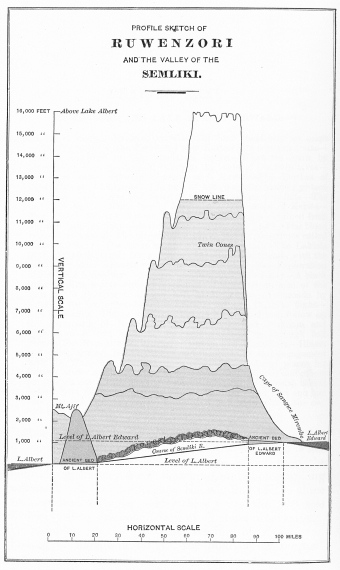 PROFILE SKETCH OF
RUWENZORI
AND THE VALLEY OF THE
SEMLIKI.
16,000 FEET
Above Lake Albert
15,000 "
14,000 "
13,000 "
12,000 "
SNOW LINE
11,000 "
10,000 "
Twin Cones
9,000 "
8,000 "
VERTICAL SCALE
7,000 "
6,000 "
5,000 "
4,000 "
3,000 "
2,000 "
Mt. Ajif
1,000 "
Level of L. Albert Edward
L. Albert
Edward
ANCIENT BED
OF L. ALBERT
EDWARD
Course of Semliki R.
L. Albert
ANCIENT BED
OF L. ALBERT
Level of L. Albert
HORIZONTAL SCALE
0 10 20 30 40 50 60 70 80 90 100 MILES